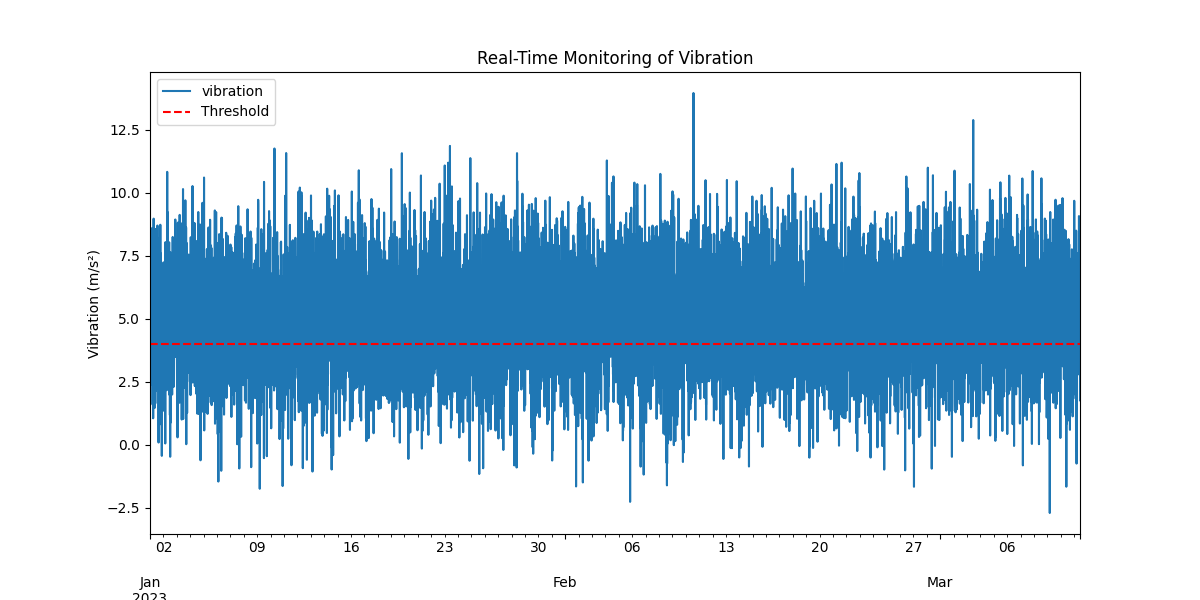 Real-Time Monitoring of Vibration
vibration
Threshold
12.5
10.0
7.5
5.0
2.5
0.0
−2.5
Vibration (m/s²)
02 09 16 23 30 06 13 20 27 06
Jan Feb Mar
2023